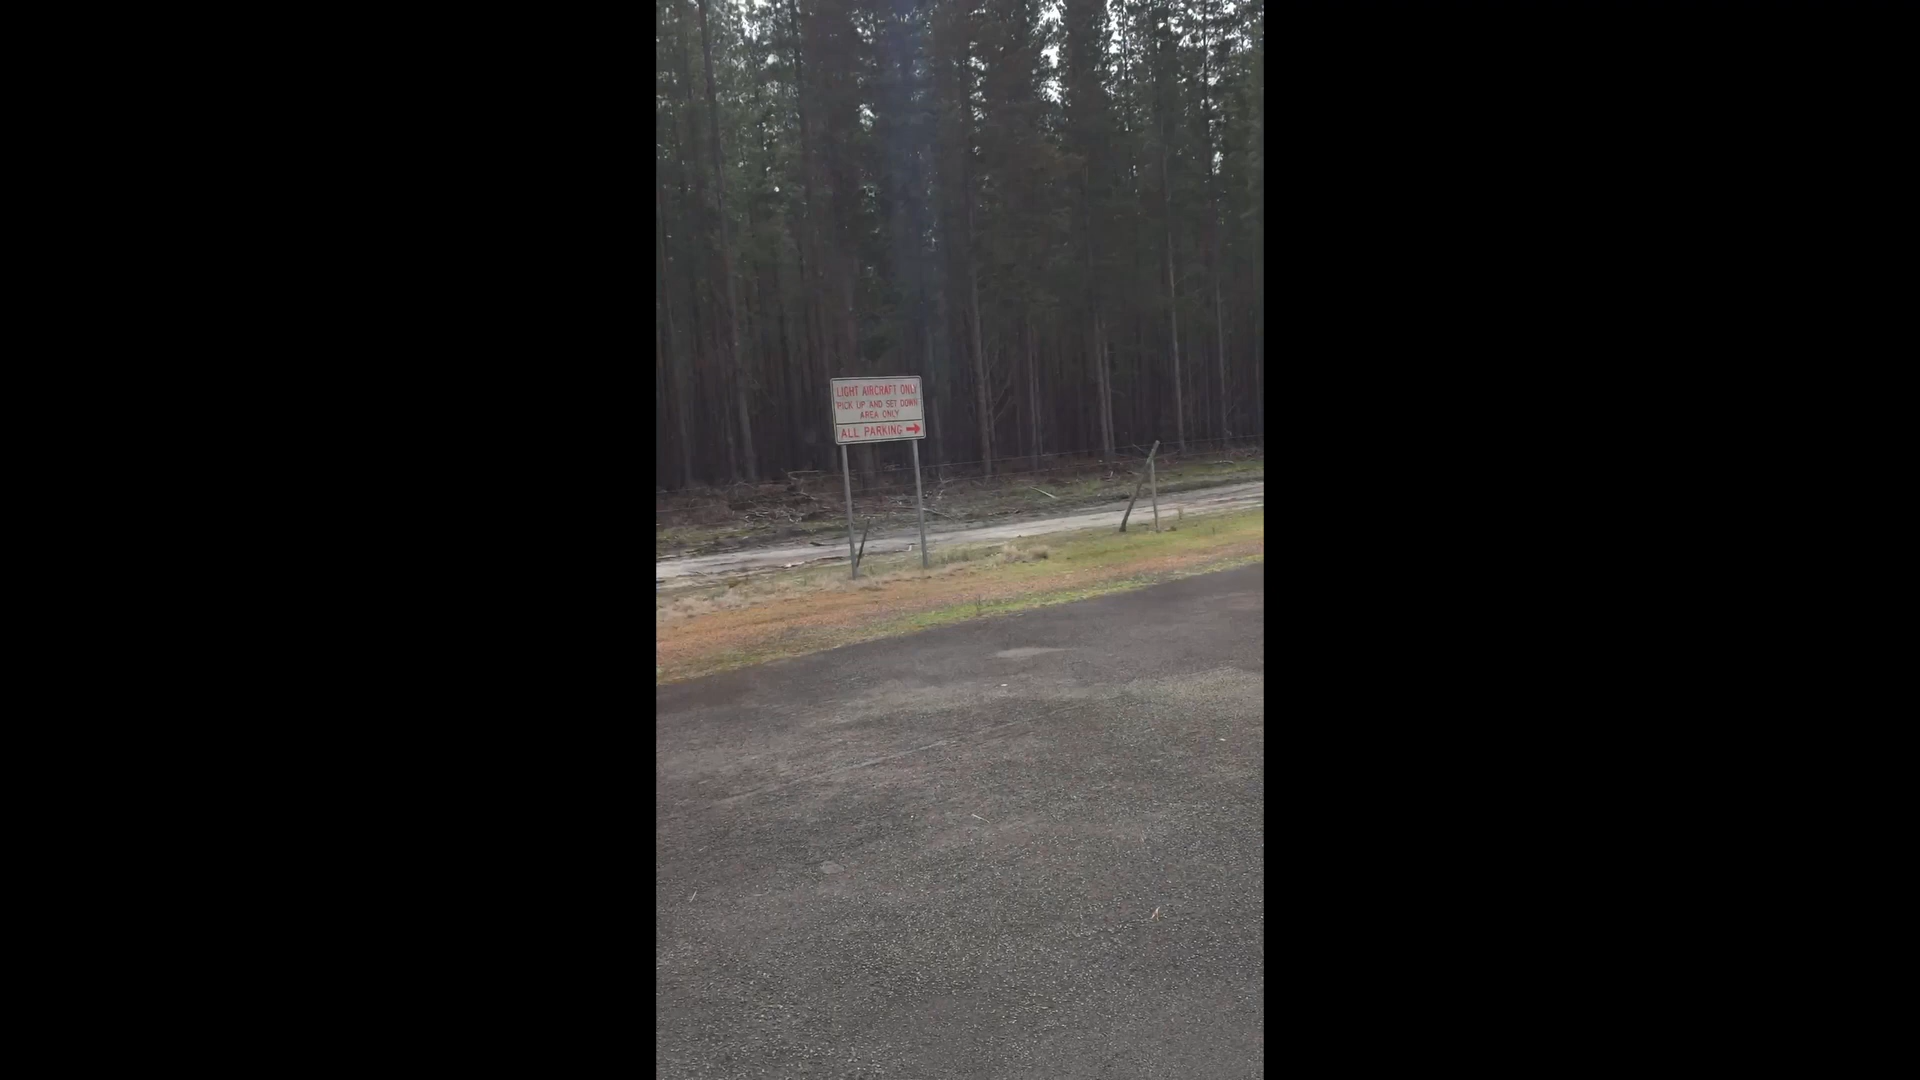 LIGHT AIRCRAFT ONLY
PICK UP AND SET DOWN
AREA ONLY
ALL PARKING →